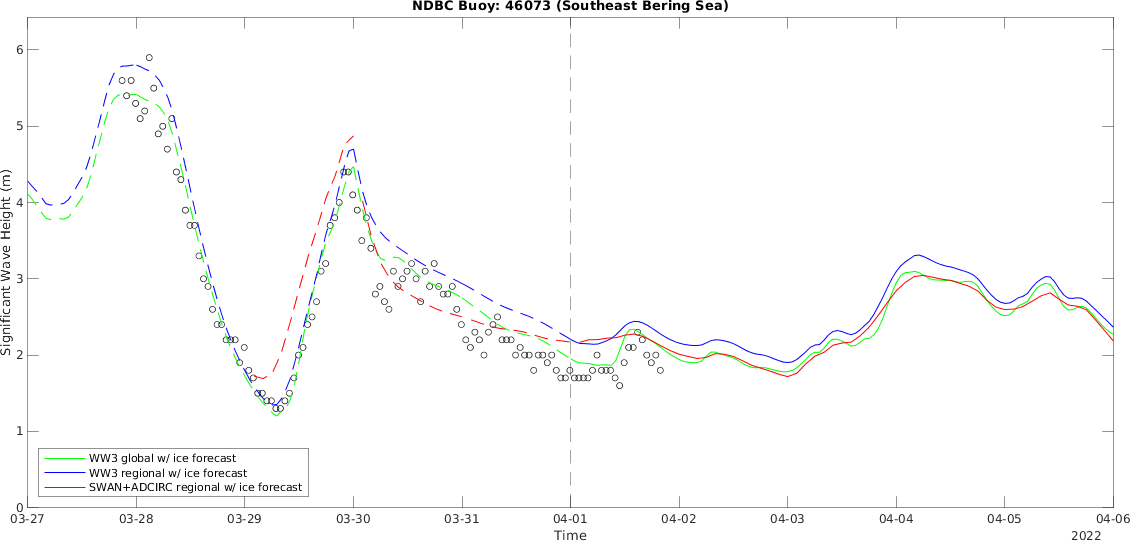 NDBC Buoy: 46073 (Southeast Bering Sea)
Significant Wave Height (m)
6
5
4
3
2
1
0
WW3 global w/ ice forecast
WW3 regional w/ ice forecast
SWAN+ADCIRC regional w/ ice forecast
03-27 03-28 03-29 03-30 03-31 04-01 04-02 04-03 04-04 04-05 04-06
Time
2022